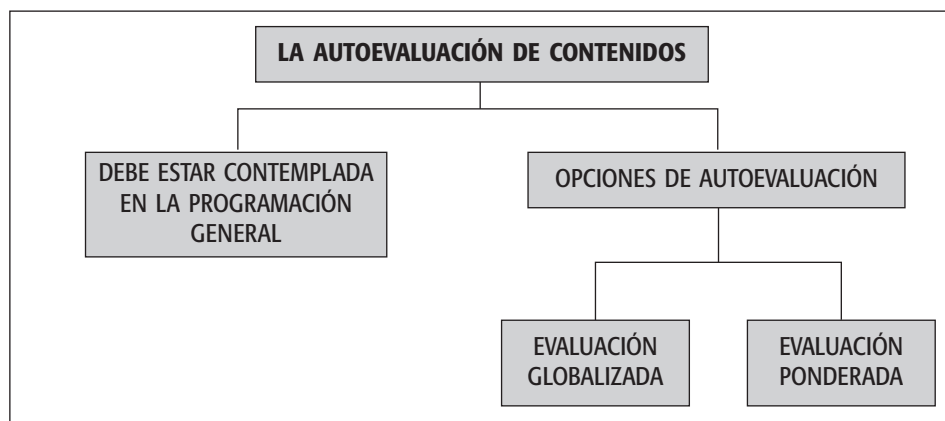 LA AUTOEVALUACIÓN DE CONTENIDOS
DEBE ESTAR CONTEMPLADA
EN LA PROGRAMACIÓN
GENERAL
OPCIONES DE AUTOEVALUACIÓN
EVALUACIÓN
GLOBALIZADA
EVALUACIÓN
PONDERADA